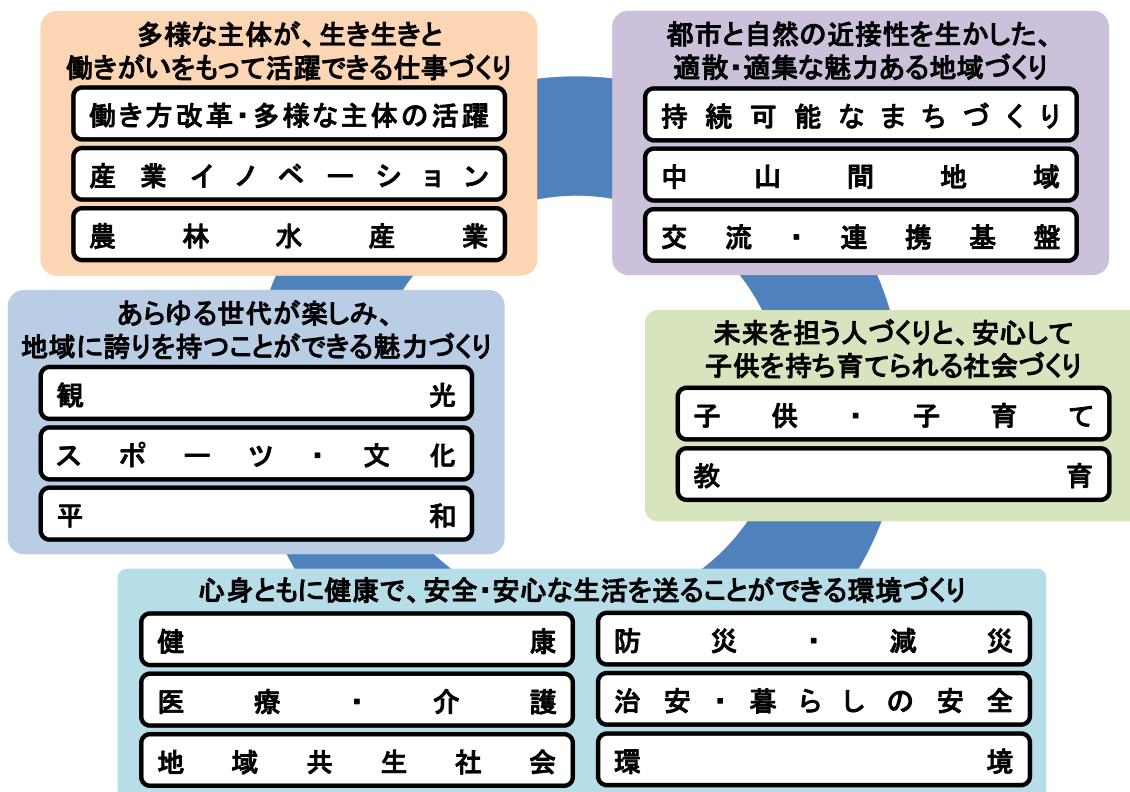 多様な主体が、生き生きと
働きがいをもって活躍できる仕事づくり
働き方改革・多様な主体の活躍
産業イノベーション
農林水産業
都市と自然の近接性を生かした、
適散・適集な魅力ある地域づくり
持続可能なまちづくり
中山間地域
交流・連携基盤
あらゆる世代が楽しみ、
地域に誇りを持つことができる魅力づくり
観光
スポーツ・文化
平和
未来を担う人づくりと、安心して
子供を持ち育てられる社会づくり
子供・子育て
教育
心身ともに健康で、安全・安心な生活を送ることができる環境づくり
健康
医療・介護
地域共生社会
防災・減災
治安・暮らしの安全
環境